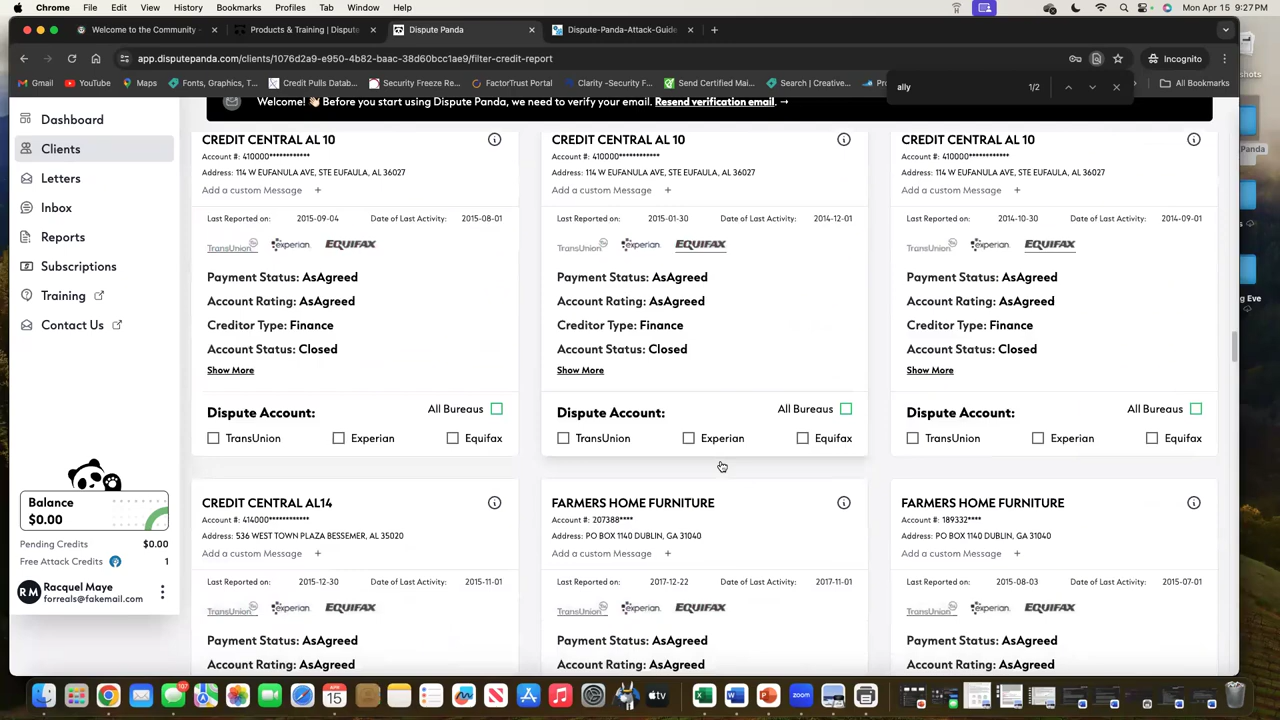 Chrome File Edit View History Bookmarks Profiles Tab Window Help Mon Apr 15 9:27 PM
Welcome to the Community - Products & Training | Dispute Dispute Panda Dispute-Panda-Attack-Guide
app.disputepanda.com/clients/1076d2a9-e950-4b82-baac-38d60bcc1ae9/filter-credit-report Incognito
Gmail YouTube Maps Fonts, Graphics, T... Credit Pulls Databas... Security Freeze Re... FactorTrust Portal Clarity -Security F... Send Certified Mai... Search | Creative... All Bookmarks
ally 1/2
Welcome! 👋🏻 Before you start using Dispute Panda, we need to verify your email. Resend verification email. →
Dashboard
Clients
Letters
Inbox
Reports
Subscriptions
Training
Contact Us
Balance
$0.00
Pending Credits $0.00
Free Attack Credits 1
RM Racquel Maye
forreals@fakemail.com
CREDIT CENTRAL AL 10 CREDIT CENTRAL AL 10 CREDIT CENTRAL AL 10
Account #: 410000************ Account #: 410000************ Account #: 410000************
Address: 114 W EUFANULA AVE, STE EUFAULA, AL 36027 Address: 114 W EUFANULA AVE, STE EUFAULA, AL 36027 Address: 114 W EUFANULA AVE, STE EUFAULA, AL 36027
Add a custom Message + Add a custom Message + Add a custom Message +
Last Reported on: 2015-09-04 Date of Last Activity: 2015-08-01 Last Reported on: 2015-01-30 Date of Last Activity: 2014-12-01 Last Reported on: 2014-10-30 Date of Last Activity: 2014-09-01
TransUnion experian. EQUIFAX TransUnion experian. EQUIFAX TransUnion experian. EQUIFAX
Payment Status: AsAgreed Payment Status: AsAgreed Payment Status: AsAgreed
Account Rating: AsAgreed Account Rating: AsAgreed Account Rating: AsAgreed
Creditor Type: Finance Creditor Type: Finance Creditor Type: Finance
Account Status: Closed Account Status: Closed Account Status: Closed
Show More Show More Show More
Dispute Account: All Bureaus Dispute Account: All Bureaus Dispute Account: All Bureaus
TransUnion Experian Equifax TransUnion Experian Equifax TransUnion Experian Equifax
CREDIT CENTRAL AL14 FARMERS HOME FURNITURE FARMERS HOME FURNITURE
Account #: 414000************ Account #: 207388**** Account #: 189332****
Address: 536 WEST TOWN PLAZA BESSEMER, AL 35020 Address: PO BOX 1140 DUBLIN, GA 31040 Address: PO BOX 1140 DUBLIN, GA 31040
Add a custom Message + Add a custom Message + Add a custom Message +
Last Reported on: 2015-12-30 Date of Last Activity: 2015-11-01 Last Reported on: 2017-12-22 Date of Last Activity: 2017-11-01 Last Reported on: 2015-08-03 Date of Last Activity: 2015-07-01
TransUnion experian. EQUIFAX TransUnion experian. EQUIFAX TransUnion experian. EQUIFAX
Payment Status: AsAgreed Payment Status: AsAgreed Payment Status: AsAgreed
Account Rating: AsAgreed Account Rating: AsAgreed Account Rating: AsAgreed